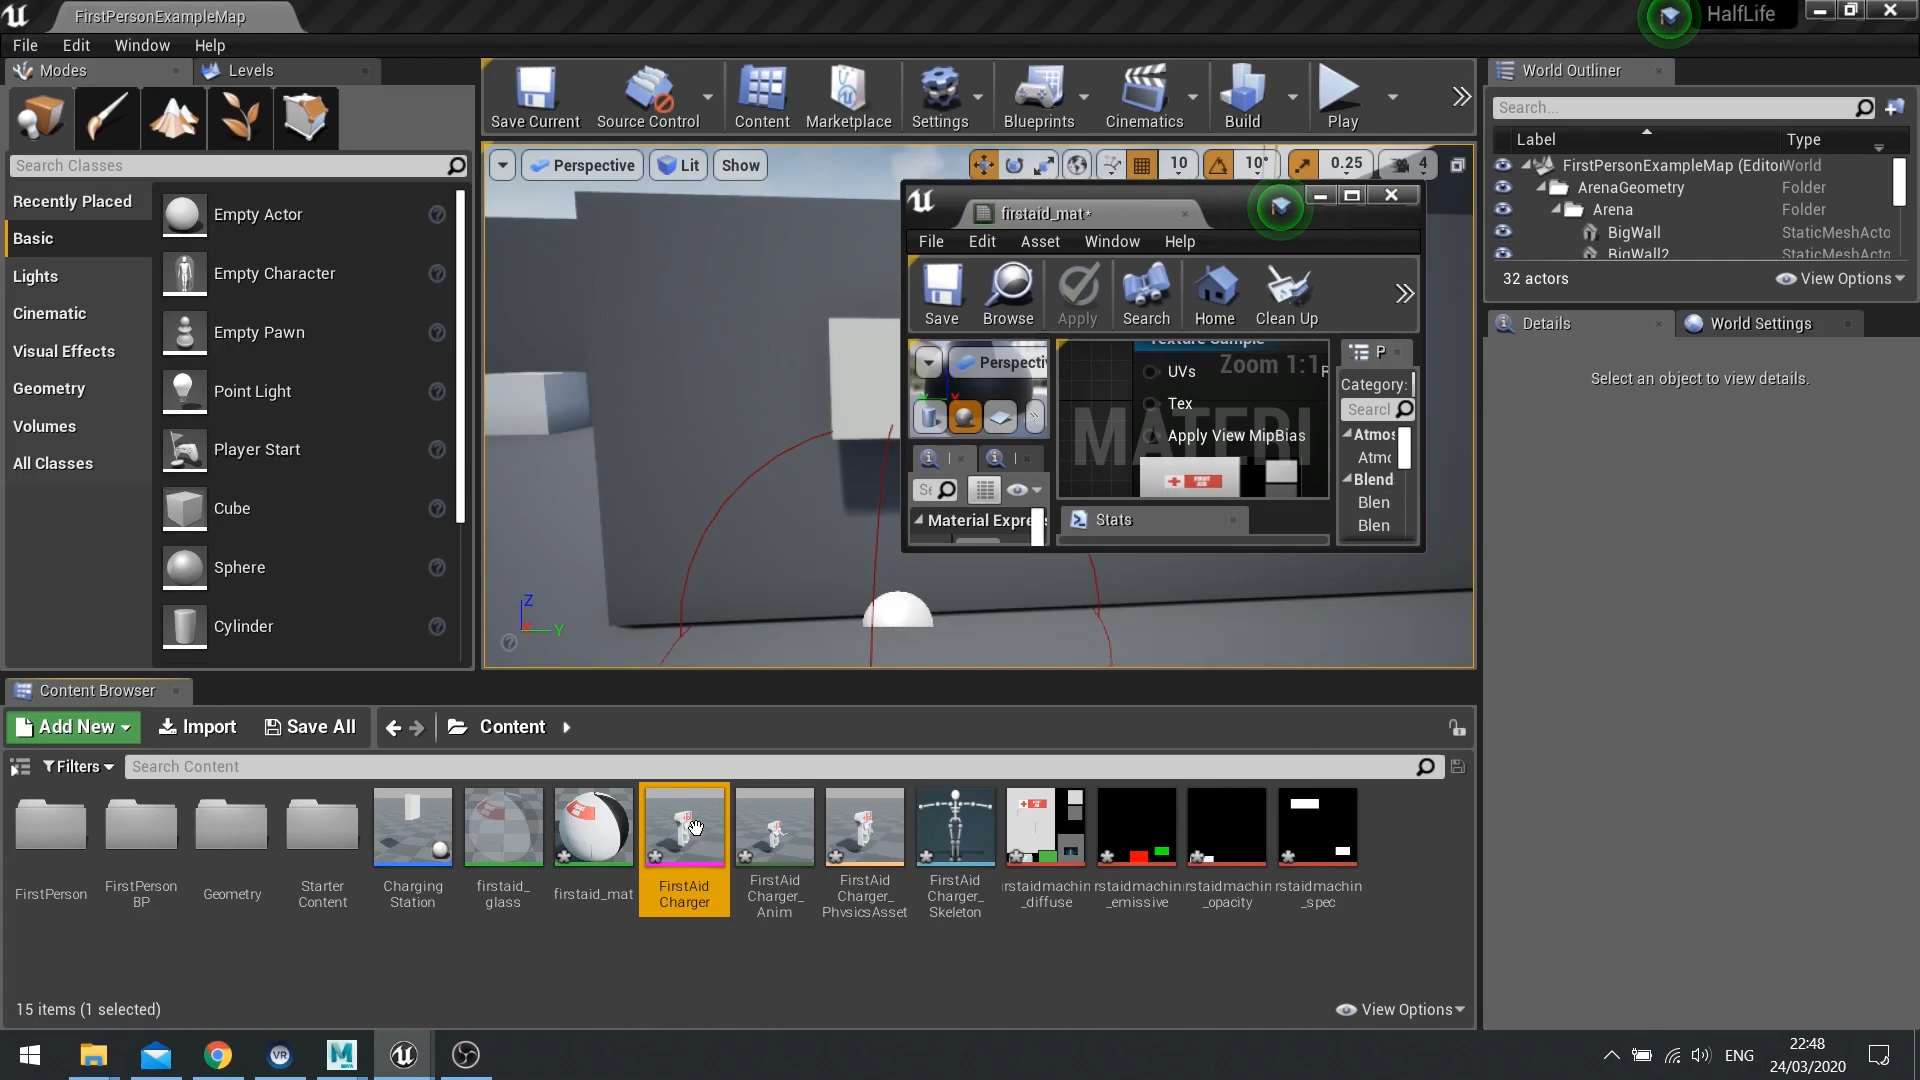 FirstPersonExampleMap
HalfLife
File Edit Window Help
Modes
Levels
Search Classes
Recently Placed
Basic
Lights
Cinematic
Visual Effects
Geometry
Volumes
All Classes
Empty Actor
Empty Character
Empty Pawn
Point Light
Player Start
Cube
Sphere
Cylinder
Save Current
Source Control
Content
Marketplace
Settings
Blueprints
Cinematics
Build
Play
Perspective
Lit
Show
10
10°
0.25
4
Z
Y
firstaid_mat*
File Edit Asset Window Help
Save
Browse
Apply
Search
Home
Clean Up
Perspectiv
Texture Sample
Zoom 1:1
UVs
Tex
Apply View MipBias
MATERI
FIRST AID
Material Expre
Stats
P
Category:
Search
Atmos
Atmo
Blend
Blen
Blen
World Outliner
Search...
Label
Type
FirstPersonExampleMap (Editor World
ArenaGeometry Folder
Arena Folder
BigWall StaticMeshActo
BigWall2 StaticMeshActo
32 actors
View Options
Details
World Settings
Select an object to view details.
Content Browser
Add New
Import
Save All
Content
Filters
Search Content
FirstPerson
FirstPerson
BP
Geometry
Starter
Content
Charging
Station
firstaid_
glass
firstaid_mat
FirstAid
Charger
FirstAid
Charger_
Anim
FirstAid
Charger_
PhysicsAsset
FirstAid
Charger_
Skeleton
rstaidmachin
_diffuse
rstaidmachin
_emissive
rstaidmachin
_opacity
rstaidmachin
_spec
15 items (1 selected)
View Options
ENG
22:48
24/03/2020